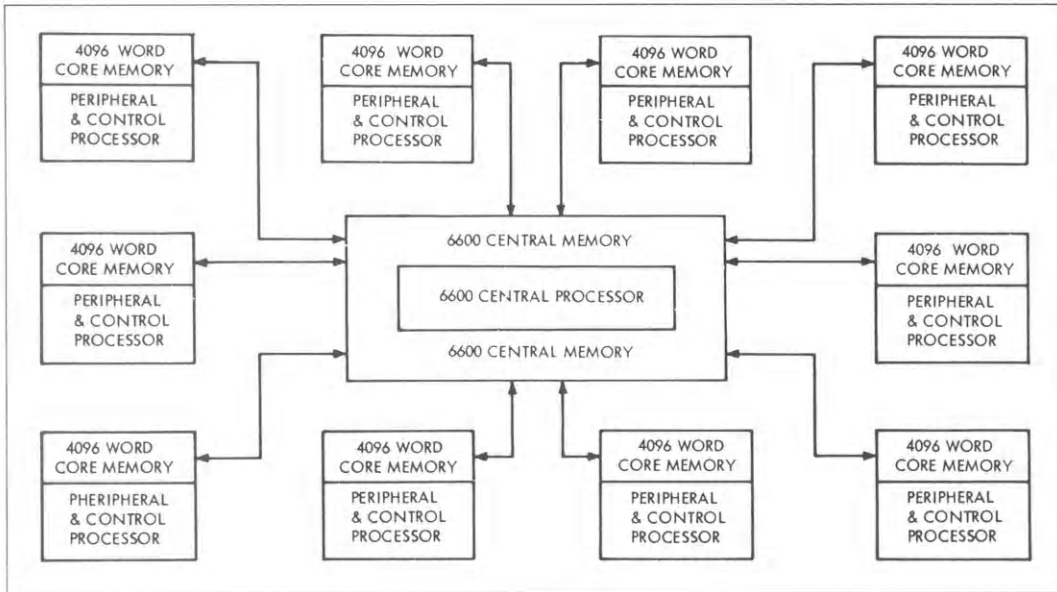 4096 WORD
CORE MEMORY
PERIPHERAL
& CONTROL
PROCESSOR
4096 WORD
CORE MEMORY
PERIPHERAL
& CONTROL
PROCESSOR
4096 WORD
CORE MEMORY
PERIPHERAL
& CONTROL
PROCESSOR
4096 WORD
CORE MEMORY
PERIPHERAL
& CONTROL
PROCESSOR
4096 WORD
CORE MEMORY
PERIPHERAL
& CONTROL
PROCESSOR
6600 CENTRAL MEMORY
6600 CENTRAL PROCESSOR
6600 CENTRAL MEMORY
4096 WORD
CORE MEMORY
PERIPHERAL
& CONTROL
PROCESSOR
4096 WORD
CORE MEMORY
PHERIPHERAL
& CONTROL
PROCESSOR
4096 WORD
CORE MEMORY
PERIPHERAL
& CONTROL
PROCESSOR
4096 WORD
CORE MEMORY
PERIPHERAL
& CONTROL
PROCESSOR
4096 WORD
CORE MEMORY
PERIPHERAL
& CONTROL
PROCESSOR